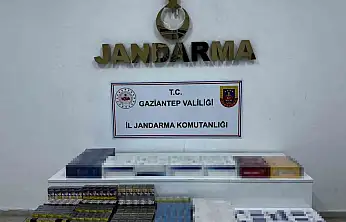 JANDARMA
T.C.
GAZİANTEP VALİLİĞİ
İL JANDARMA KOMUTANLIĞI